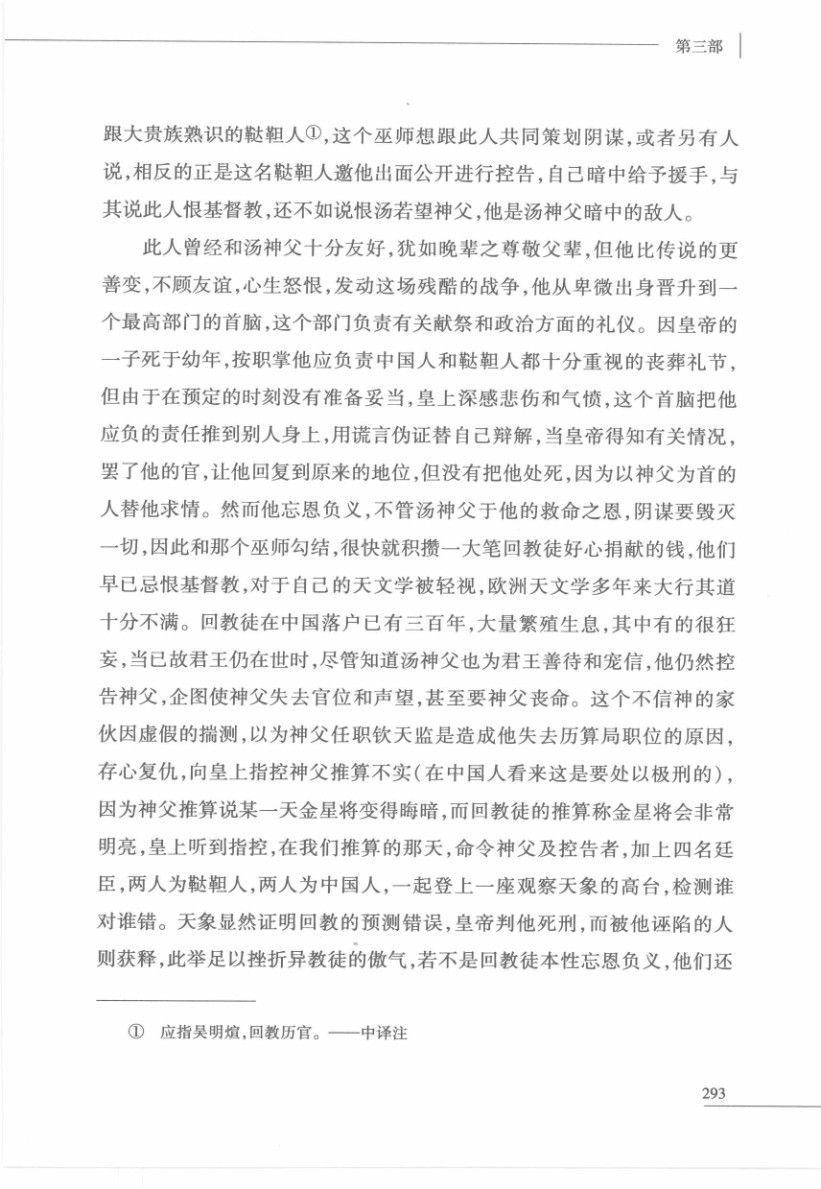 第三部
跟大贵族熟识的鞑靼人①,这个巫师想跟此人共同策划阴谋,或者另有人
说,相反的正是这名鞑靼人邀他出面公开进行控告,自己暗中给予援手,与
其说此人恨基督教,还不如说恨汤若望神父,他是汤神父暗中的敌人。
此人曾经和汤神父十分友好,犹如晚辈之尊敬父辈,但他比传说的更
善变,不顾友谊,心生怒恨,发动这场残酷的战争,他从卑微出身晋升到一
个最高部门的首脑,这个部门负责有关献祭和政治方面的礼仪。因皇帝的
一子死于幼年,按职掌他应负责中国人和鞑靼人都十分重视的丧葬礼节,
但由于在预定的时刻没有准备妥当,皇上深感悲伤和气愤,这个首脑把他
应负的责任推到别人身上,用谎言伪证替自己辩解,当皇帝得知有关情况,
罢了他的官,让他回复到原来的地位,但没有把他处死,因为以神父为首的
人替他求情。然而他忘恩负义,不管汤神父于他的救命之恩,阴谋要毁灭
一切,因此和那个巫师勾结,很快就积攒一大笔回教徒好心捐献的钱,他们
早已忌恨基督教,对于自己的天文学被轻视,欧洲天文学多年来大行其道
十分不满。回教徒在中国落户已有三百年,大量繁殖生息,其中有的很狂
妄,当已故君王仍在世时,尽管知道汤神父也为君王善待和宠信,他仍然控
告神父,企图使神父失去官位和声望,甚至要神父丧命。这个不信神的家
伙因虚假的揣测,以为神父任职钦天监是造成他失去历算局职位的原因,
存心复仇,向皇上指控神父推算不实(在中国人看来这是要处以极刑的),
因为神父推算说某一天金星将变得晦暗,而回教徒的推算称金星将会非常
明亮,皇上听到指控,在我们推算的那天,命令神父及控告者,加上四名廷
臣,两人为鞑靼人,两人为中国人,一起登上一座观察天象的高台,检测谁
对谁错。天象显然证明回教的预测错误,皇帝判他死刑,而被他诬陷的人
则获释,此举足以挫折异教徒的傲气,若不是回教徒本性忘恩负义,他们还
① 应指吴明煊,回教历官。——中译注
293